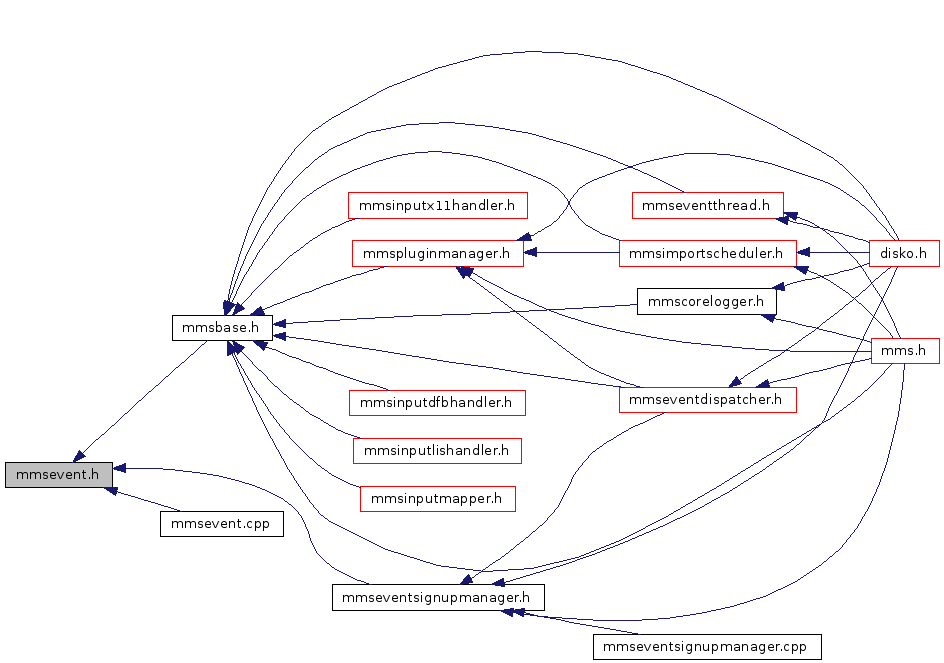 mmsinputx11handler.h
mmseventthread.h
mmspluginmanager.h
mmsimportscheduler.h
disko.h
mmscorelogger.h
mmsbase.h
mms.h
mmsinputdfbhandler.h
mmseventdispatcher.h
mmsinputlishandler.h
mmsevent.h
mmsinputmapper.h
mmsevent.cpp
mmseventsignupmanager.h
mmseventsignupmanager.cpp